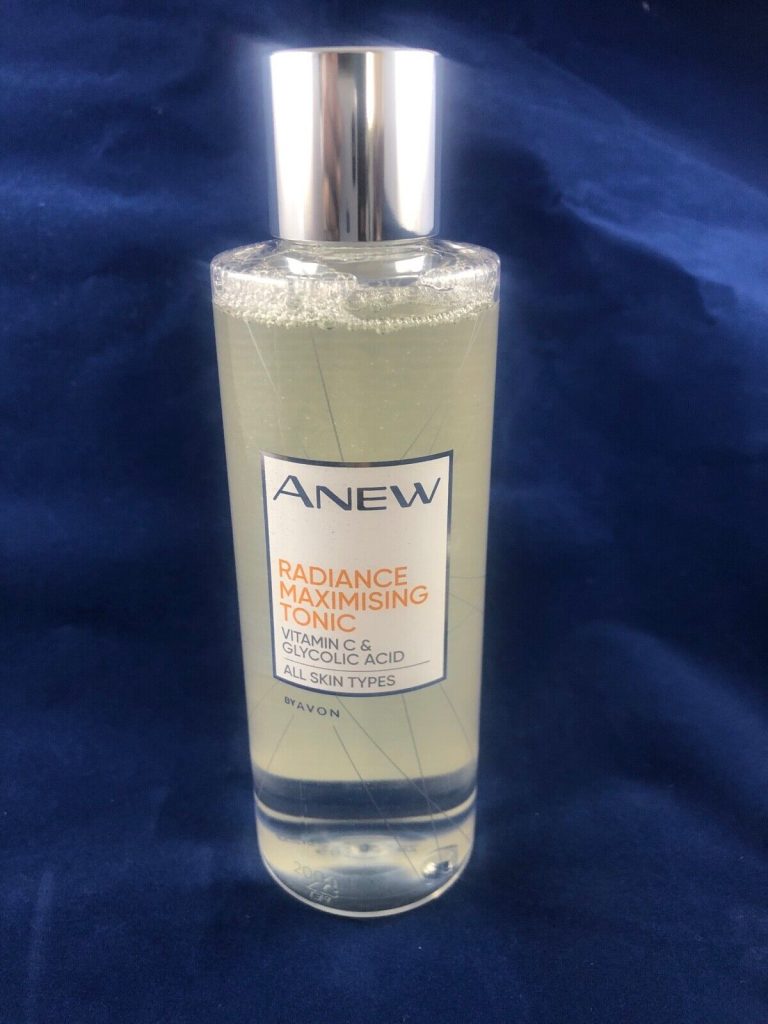 ANEW
RADIANCE
MAXIMISING
TONIC
VITAMIN C &
GLYCOLIC ACID
ALL SKIN TYPES
BY AVON